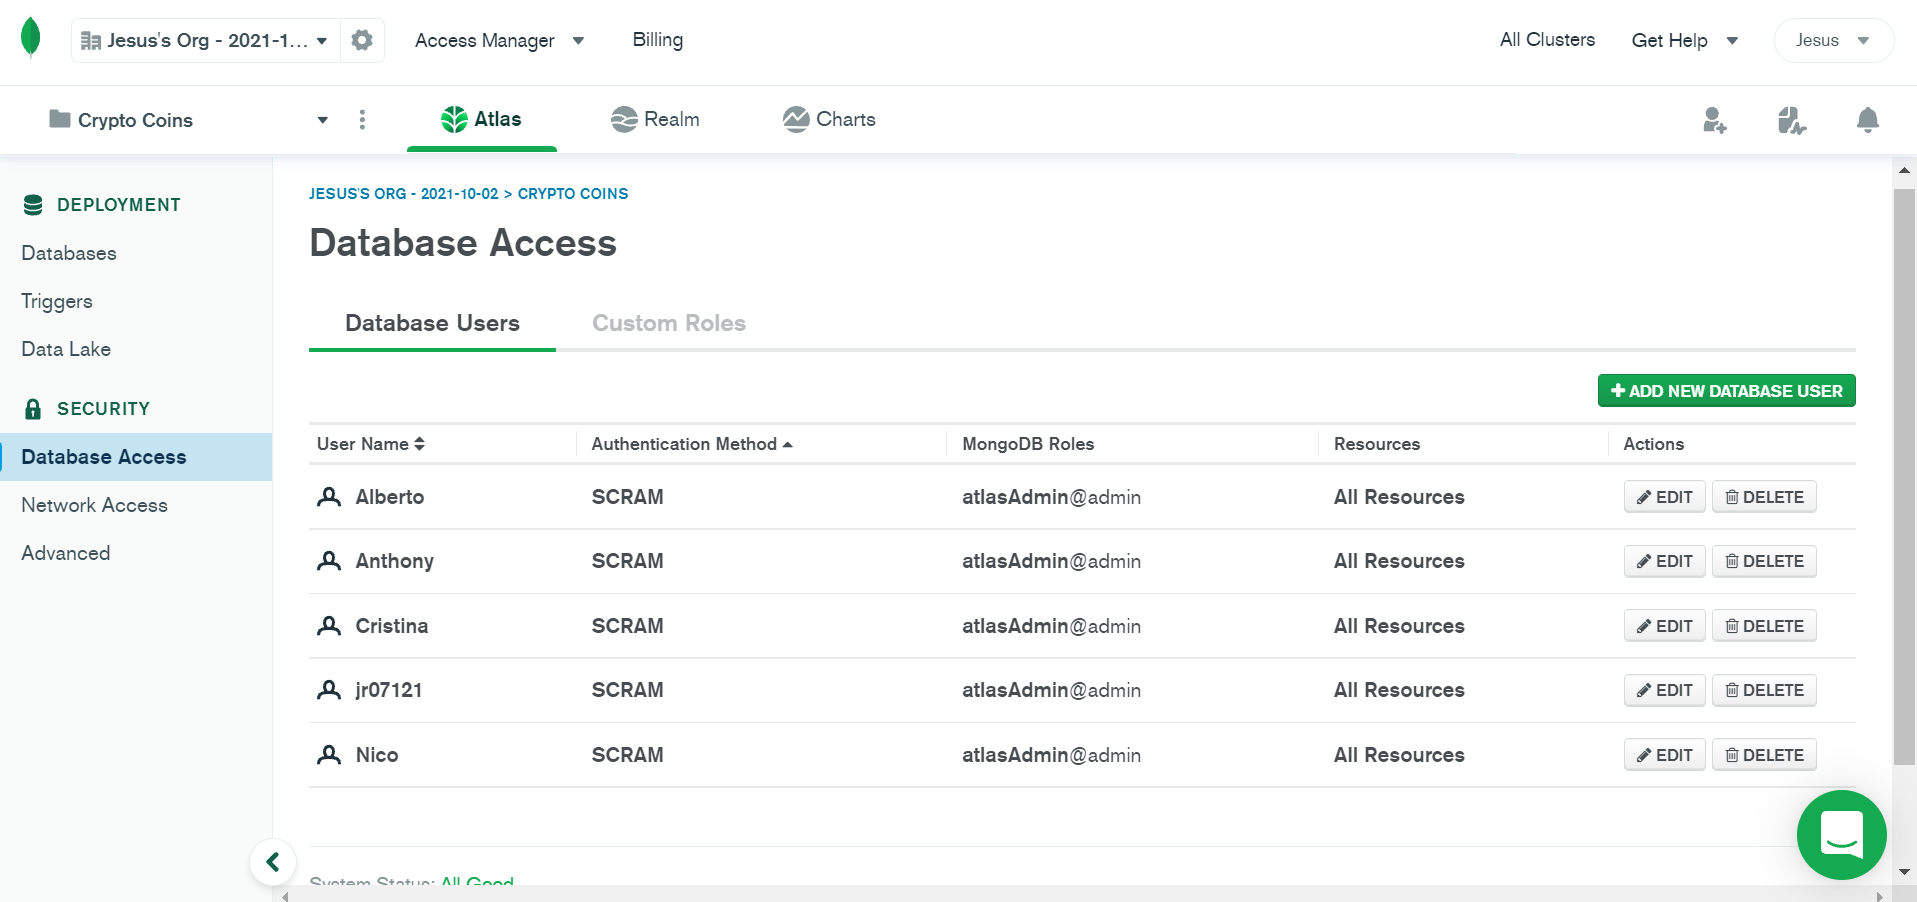 Jesus's Org - 2021-1... Access Manager Billing All Clusters Get Help Jesus
Crypto Coins Atlas Realm Charts
DEPLOYMENT
Databases
Triggers
Data Lake
SECURITY
Database Access
Network Access
Advanced
JESUS'S ORG - 2021-10-02 > CRYPTO COINS
Database Access
Database Users Custom Roles
ADD NEW DATABASE USER
User Name Authentication Method MongoDB Roles Resources Actions
Alberto SCRAM atlasAdmin@admin All Resources EDIT DELETE
Anthony SCRAM atlasAdmin@admin All Resources EDIT DELETE
Cristina SCRAM atlasAdmin@admin All Resources EDIT DELETE
jr07121 SCRAM atlasAdmin@admin All Resources EDIT DELETE
Nico SCRAM atlasAdmin@admin All Resources EDIT DELETE
System Status: All Good